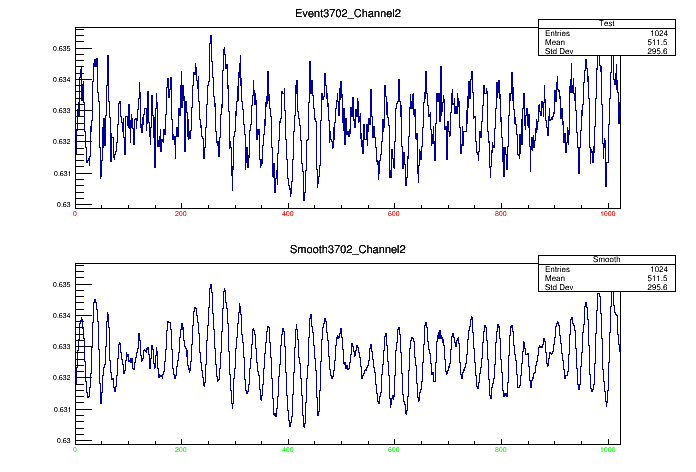 Event3702_Channel2
Test
Entries 1024
Mean 511.5
Std Dev 295.6
0.635
0.634
0.633
0.632
0.631
0.63
0 200 400 600 800 1000
Smooth3702_Channel2
Smooth
Entries 1024
Mean 511.5
Std Dev 295.6
0.635
0.634
0.633
0.632
0.631
0.63
0 200 400 600 800 1000